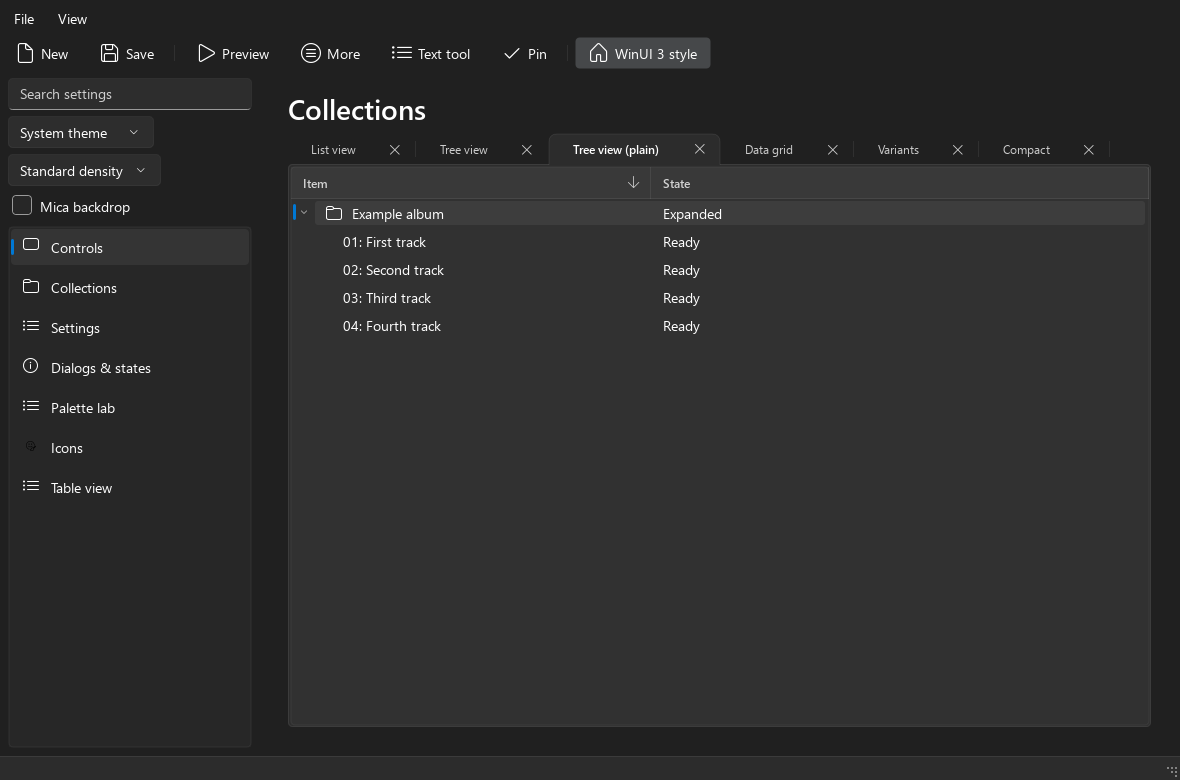 File View
New Save Preview More Text tool Pin WinUI 3 style
Search settings
System theme
Standard density
Mica backdrop
Controls
Collections
Settings
Dialogs & states
Palette lab
Icons
Table view
Collections
List view Tree view Tree view (plain) Data grid Variants Compact
Item State
Example album Expanded
01: First track Ready
02: Second track Ready
03: Third track Ready
04: Fourth track Ready